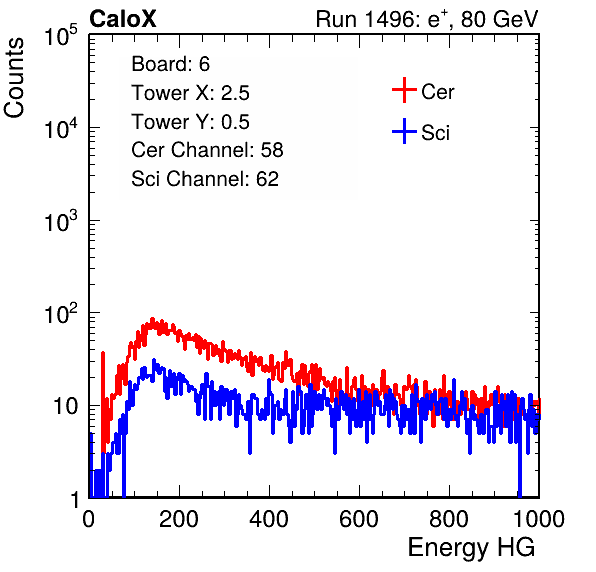 CaloX Run 1496: e⁺, 80 GeV
Counts
Board: 6
Tower X: 2.5
Tower Y: 0.5
Cer Channel: 58
Sci Channel: 62
Cer
Sci
10⁵
10⁴
10³
10²
10
1
0 200 400 600 800 1000
Energy HG